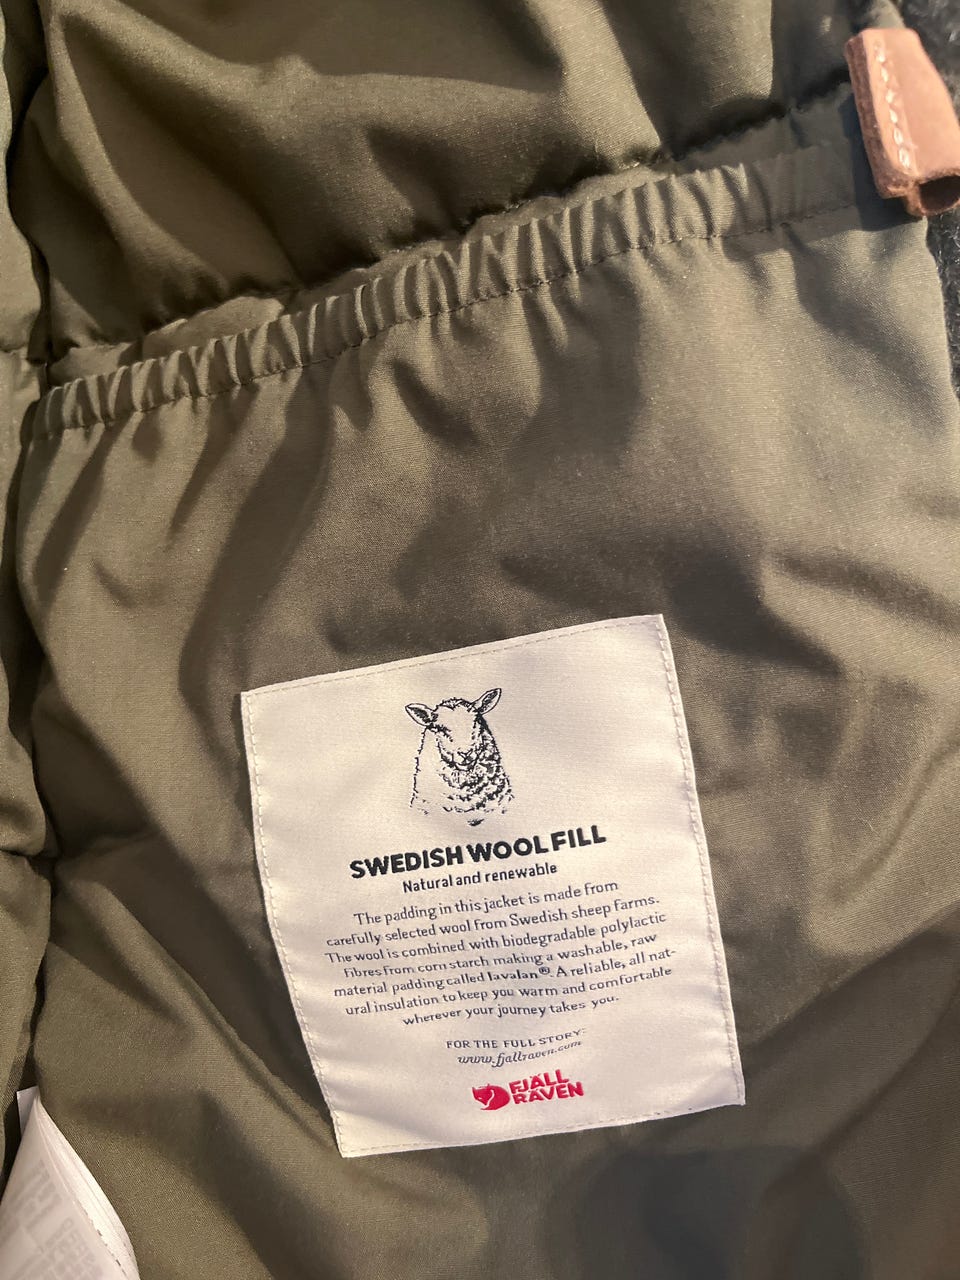 SWEDISH WOOL FILL
Natural and renewable
The padding in this jacket is made from
carefully selected wool from Swedish sheep farms.
The wool is combined with biodegradable polylactic
fibres from corn starch making a washable, raw
material padding called lavalan®. A reliable, all nat-
ural insulation to keep you warm and comfortable
wherever your journey takes you.
FOR THE FULL STORY:
www.fjallraven.com
FJÄLL
RÄVEN